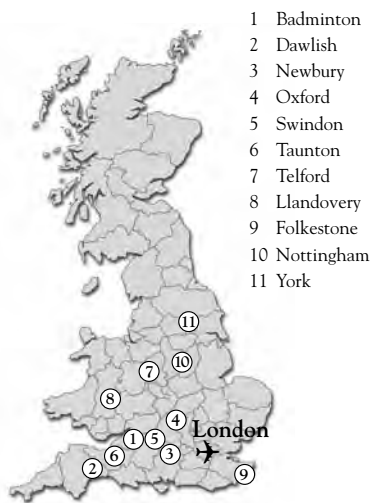 1 Badminton
2 Dawlish
3 Newbury
4 Oxford
5 Swindon
6 Taunton
7 Telford
8 Llandovery
9 Folkestone
10 Nottingham
11 York
11
10
7
8
4
London
1
5
6
3
2
9